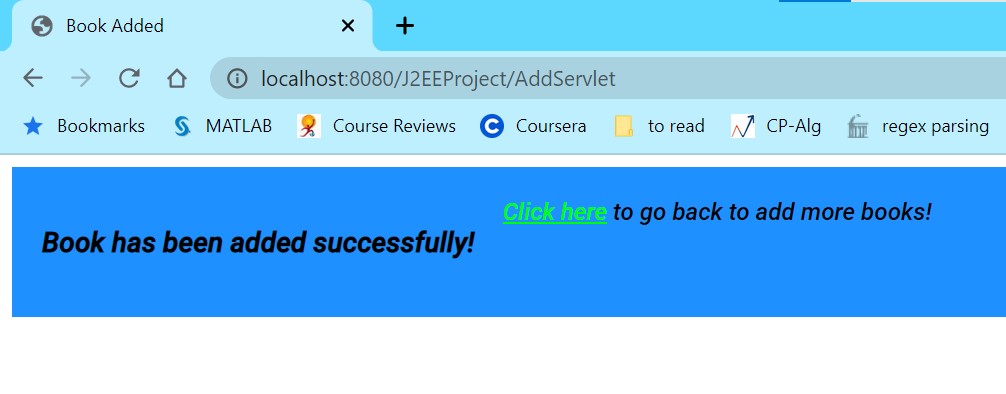 Book Added
localhost:8080/J2EEProject/AddServlet
Bookmarks MATLAB Course Reviews Coursera to read CP-Alg regex parsing
Click here to go back to add more books!
Book has been added successfully!